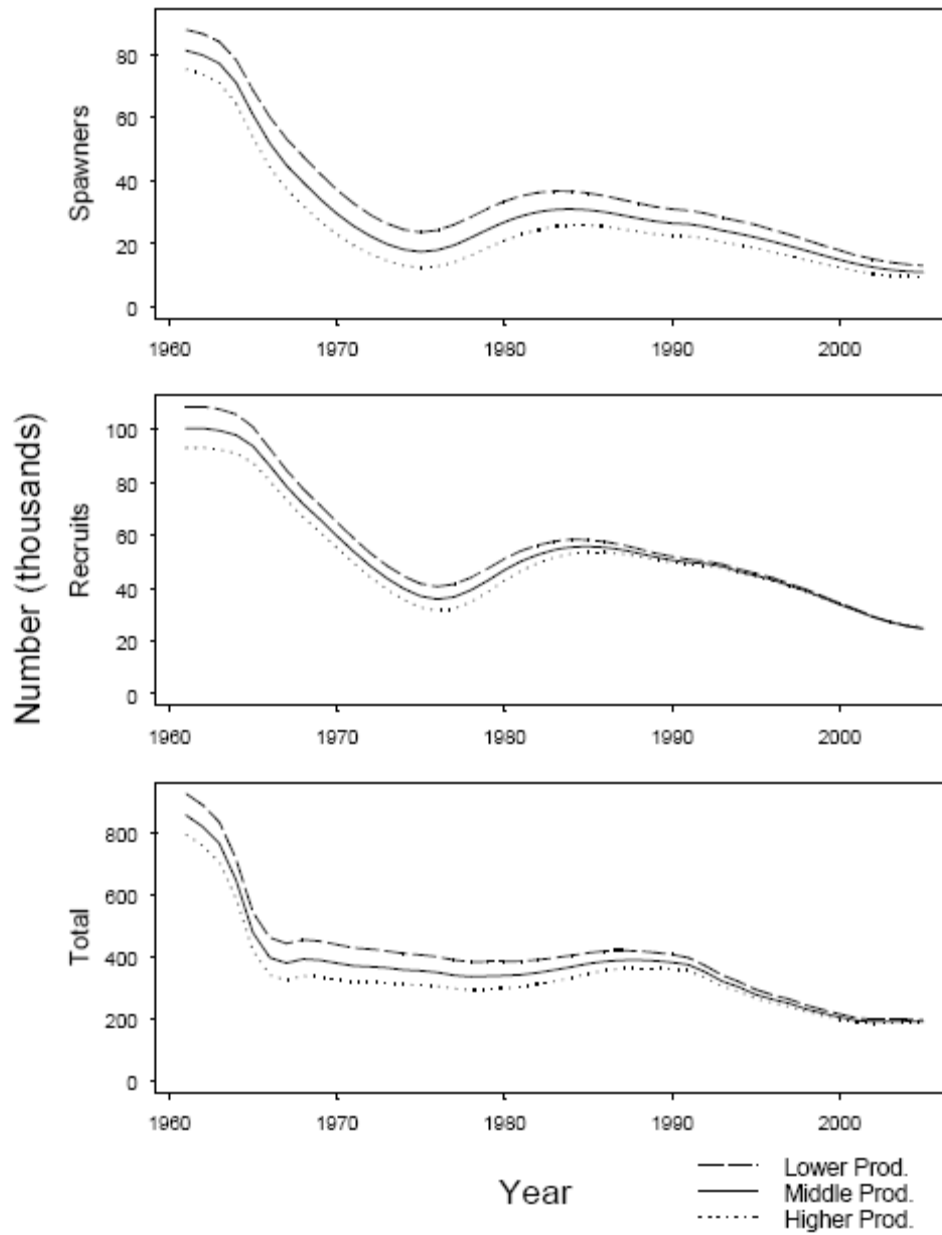 80
60
40
20
0
Spawners
1960 1970 1980 1990 2000
100
80
60
40
20
0
Recruits
Number (thousands)
1960 1970 1980 1990 2000
800
600
400
200
0
Total
1960 1970 1980 1990 2000
Year
Lower Prod.
Middle Prod.
Higher Prod.